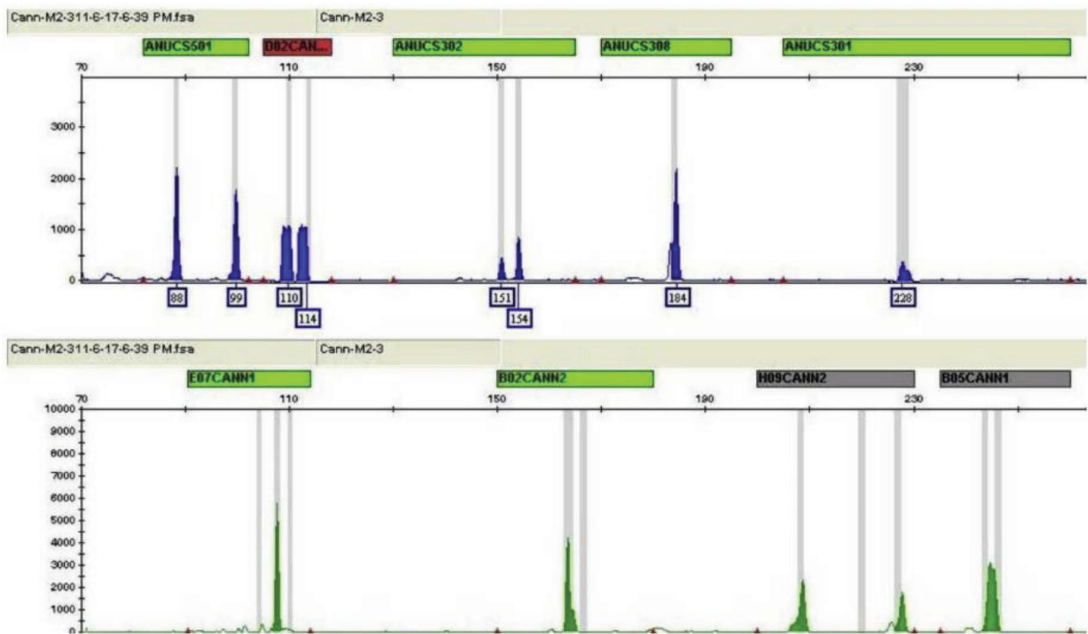 Cann-M2-311-6-17-6-39 PM.fsa Cann-M2-3
ANUCS501 D02CAN... ANUCS302 ANUCS308 ANUCS301
70 110 150 190 230
3000
2000
1000
0
88 99 110 151 184 228
114 154
Cann-M2-311-6-17-6-39 PM.fsa Cann-M2-3
E07CANN1 B02CANN2 H09CANN2 B05CANN1
70 110 150 190 230
10000
9000
8000
7000
6000
5000
4000
3000
2000
1000
0